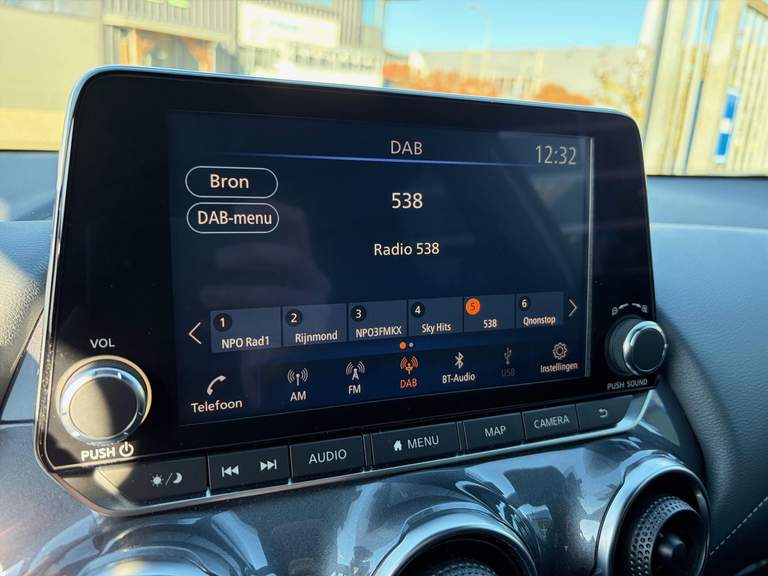 DAB
12:32
Bron
538
DAB-menu
Radio 538
1 2 3 4 5 6
NPO Rad1 Rijnmond NPO3FMKX Sky Hits 538 Qnonstop
Telefoon AM FM DAB BT-Audio USB Instellingen
VOL
PUSH
PUSH SOUND
AUDIO MENU MAP CAMERA